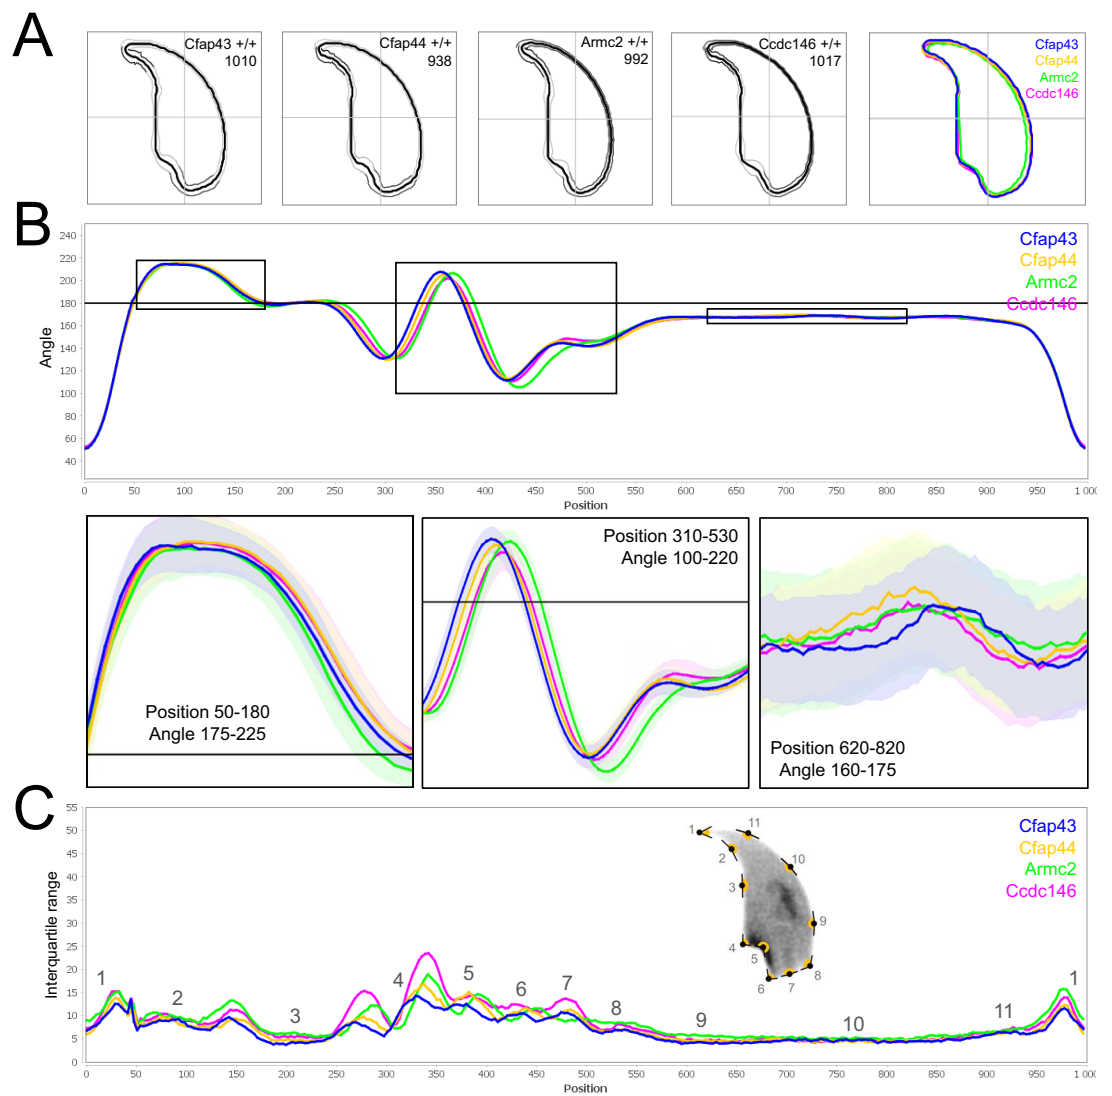 A
Cfap43 +/+
1010
Cfap44 +/+
938
Armc2 +/+
992
Ccdc146 +/+
1017
Cfap43
Cfap44
Armc2
Ccdc146
B
240
220
200
180
160
140
120
100
80
60
40
Angle
Cfap43
Cfap44
Armc2
Ccdc146
0 50 100 150 200 250 300 350 400 450 500 550 600 650 700 750 800 850 900 950 1 000
Position
Position 50-180
Angle 175-225
Position 310-530
Angle 100-220
Position 620-820
Angle 160-175
C
55
50
45
40
35
30
25
20
15
10
5
0
Interquartile range
Cfap43
Cfap44
Armc2
Ccdc146
1
11
2
10
3
9
4
5
8
6
7
1
2
3
4
5
6
7
8
9
10
11
1
0 50 100 150 200 250 300 350 400 450 500 550 600 650 700 750 800 850 900 950 1 000
Position